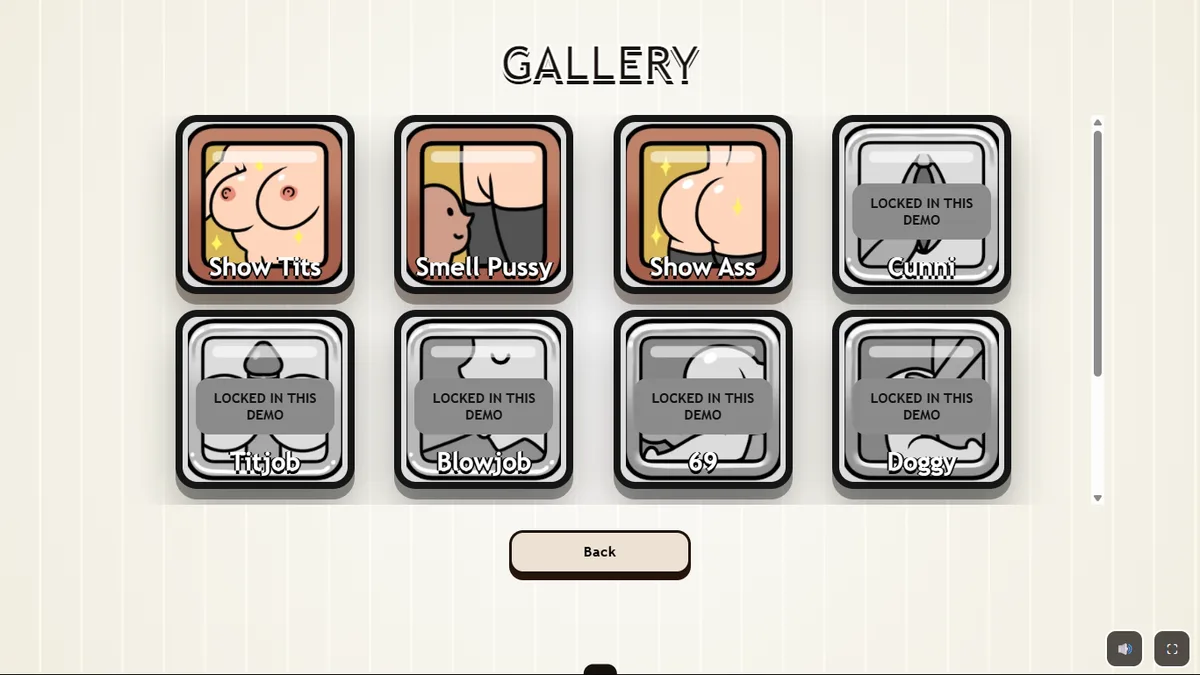 GALLERY
Show Tits
Smell Pussy
Show Ass
LOCKED IN THIS
DEMO
Cunni
LOCKED IN THIS
DEMO
Titjob
LOCKED IN THIS
DEMO
Blowjob
LOCKED IN THIS
DEMO
69
LOCKED IN THIS
DEMO
Doggy
Back